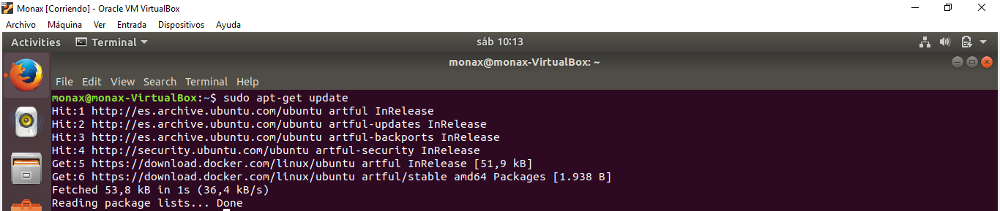 Monax [Corriendo] - Oracle VM VirtualBox
Archivo Máquina Ver Entrada Dispositivos Ayuda
Activities Terminal sáb 10:13
monax@monax-VirtualBox: ~
File Edit View Search Terminal Help
monax@monax-VirtualBox:~$ sudo apt-get update
Hit:1 http://es.archive.ubuntu.com/ubuntu artful InRelease
Hit:2 http://es.archive.ubuntu.com/ubuntu artful-updates InRelease
Hit:3 http://es.archive.ubuntu.com/ubuntu artful-backports InRelease
Hit:4 http://security.ubuntu.com/ubuntu artful-security InRelease
Get:5 https://download.docker.com/linux/ubuntu artful InRelease [51,9 kB]
Get:6 https://download.docker.com/linux/ubuntu artful/stable amd64 Packages [1.938 B]
Fetched 53,8 kB in 1s (36,4 kB/s)
Reading package lists... Done